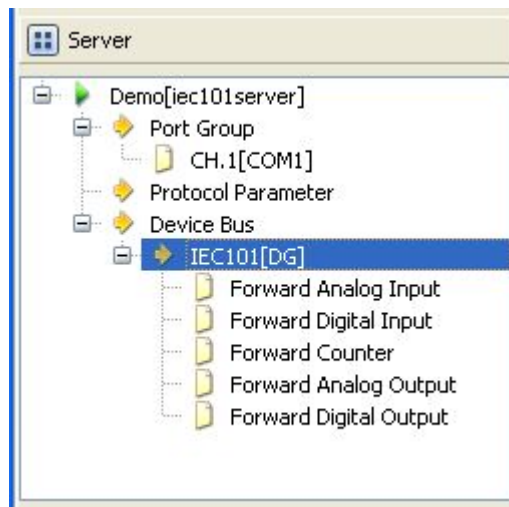 Server
Demo[iec101server]
Port Group
CH.1[COM1]
Protocol Parameter
Device Bus
IEC101[DG]
Forward Analog Input
Forward Digital Input
Forward Counter
Forward Analog Output
Forward Digital Output